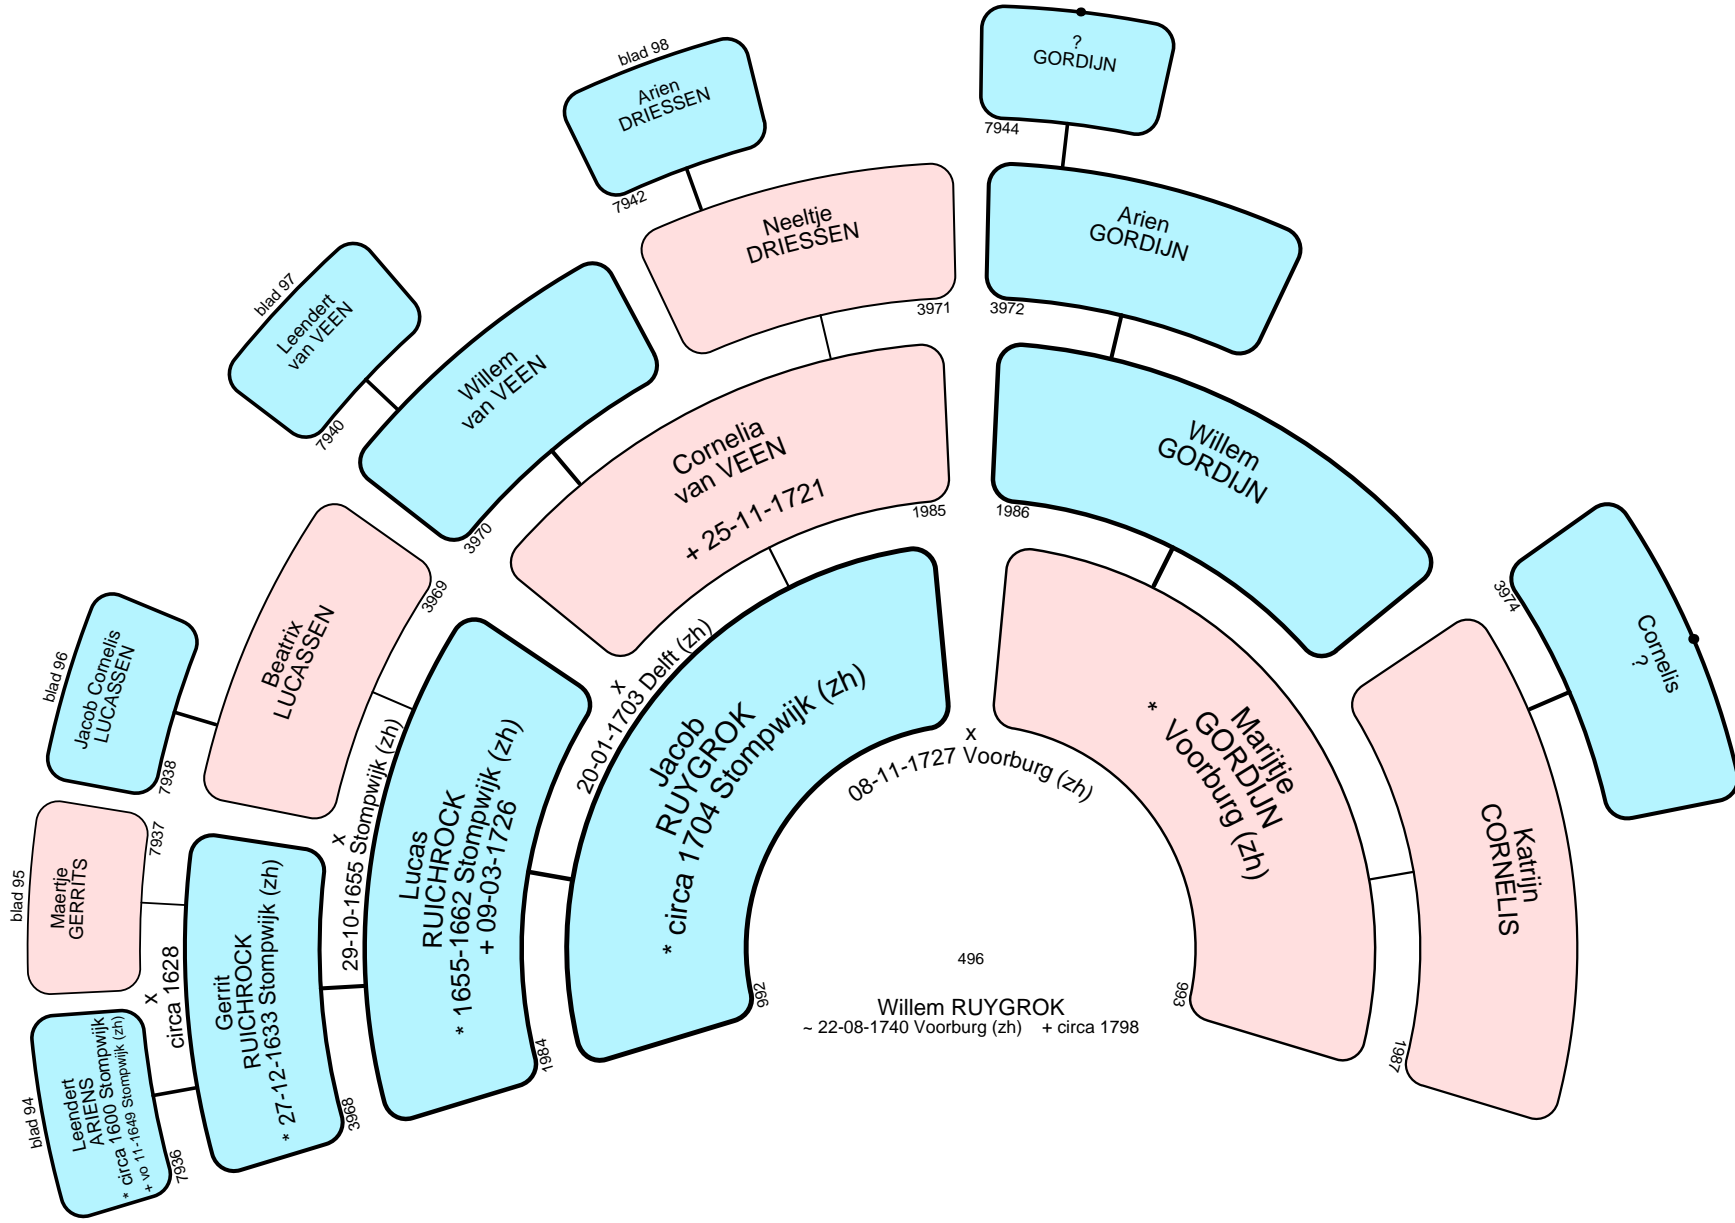 ?
GORDIJN
7944
blad 98
Arien
DRIESSEN
7942
Neeltje
DRIESSEN
3971
Arien
GORDIJN
3972
blad 97
Leendert
van VEEN
7940
Willem
van VEEN
3970
Cornelia
van VEEN
+ 25-11-1721
1985
Willem
GORDIJN
1986
Cornelis
?
3974
blad 96
Jacob Cornelis
LUCASSEN
7938
Beatrix
LUCASSEN
3969
x
20-01-1703 Delft (zh)
Jacob
RUYGROK
* circa 1704 Stompwijk (zh)
992
x
08-11-1727 Voorburg (zh)
Marijtje
GORDIJN
* Voorburg (zh)
993
Katrijn
CORNELIS
1987
blad 95
Maertje
GERRITS
7937
x
29-10-1655 Stompwijk (zh)
Lucas
RUICHROCK
* 1655-1662 Stompwijk (zh)
+ 09-03-1726
1984
x
circa 1628
Gerrit
RUICHROCK
* 27-12-1633 Stompwijk (zh)
3968
blad 94
Leendert
ARIENS
* circa 1600 Stompwijk
+ vo 11-1649 Stompwijk (zh)
7936
496
Willem RUYGROK
~ 22-08-1740 Voorburg (zh) + circa 1798